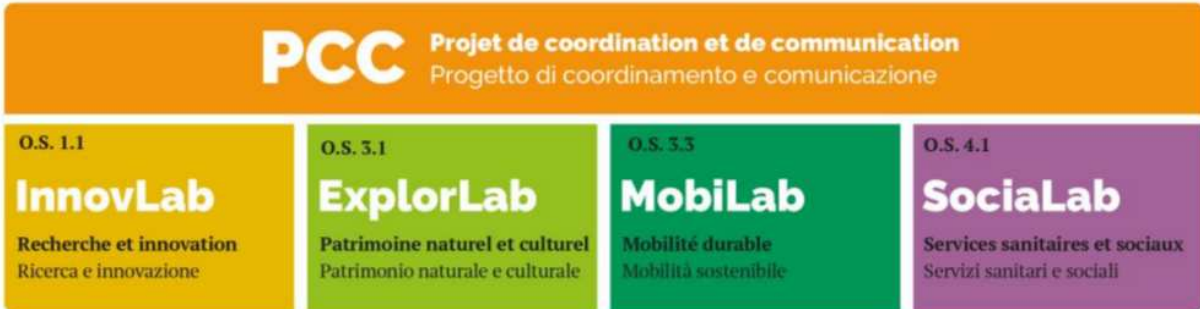 PCC
Projet de coordination et de communication
Progetto di coordinamento e comunicazione
O.S. 1.1
InnovLab
Recherche et innovation
Ricerca e innovazione
O.S. 3.1
ExplorLab
Patrimoine naturel et culturel
Patrimonio naturale e culturale
O.S. 3.3
MobiLab
Mobilité durable
Mobilità sostenibile
O.S. 4.1
SociaLab
Services sanitaires et sociaux
Servizi sanitari e sociali